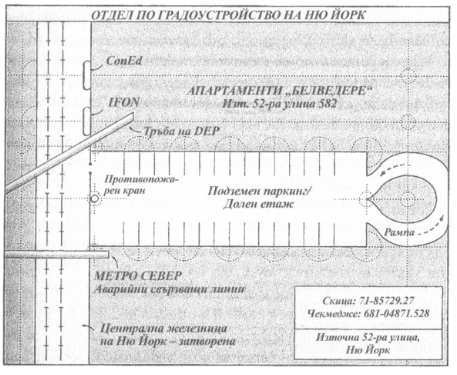 ОТДЕЛ ПО ГРАДОУСТРОЙСТВО НА НЮ ЙОРК
ConEd
АПАРТАМЕНТИ „БЕЛВЕДЕРЕ“
Изт. 52-ра улица 582
IFON
Тръба на DEP
Противопожа-
рен кран
Подземен паркинг/
Долен етаж
Рампа
МЕТРО СЕВЕР
Аварийни свързващи линии
Скица: 71-85729.27
Чекмедже: 681-04871.528
Централна железница
на Ню Йорк – затворена
Източна 52-ра улица,
Ню Йорк